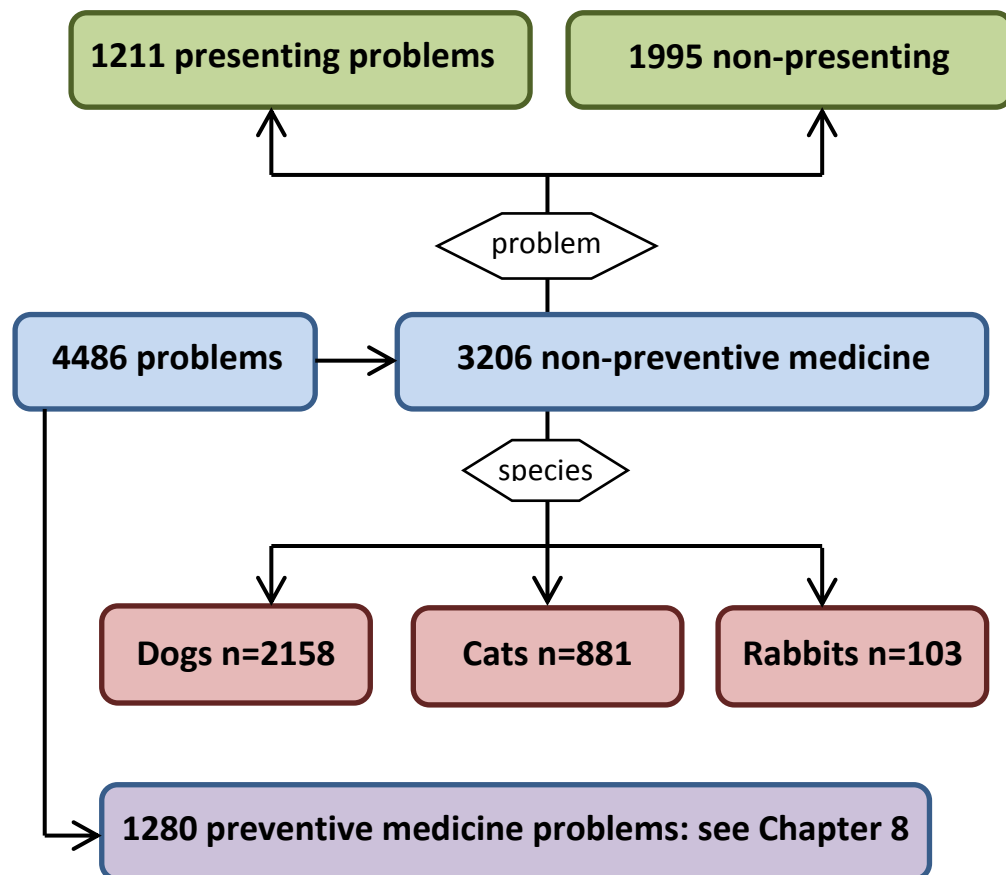 1211 presenting problems
1995 non-presenting
problem
4486 problems
3206 non-preventive medicine
species
Dogs n=2158
Cats n=881
Rabbits n=103
1280 preventive medicine problems: see Chapter 8